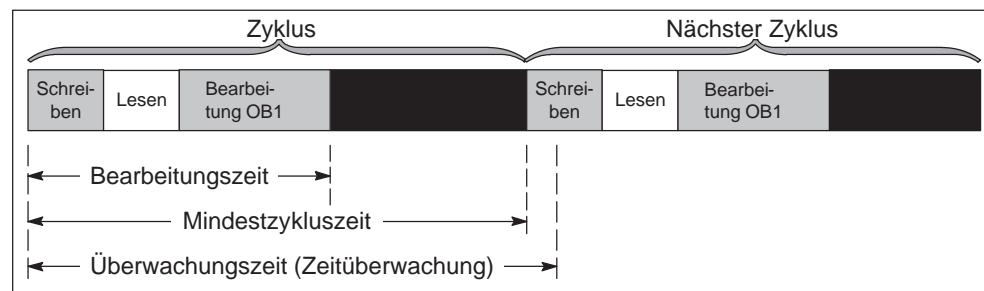 Zyklus Nächster Zyklus
Schrei-
ben
Lesen
Bearbei-
tung OB1
Schrei-
ben
Lesen
Bearbei-
tung OB1
Bearbeitungszeit
Mindestzykluszeit
Überwachungszeit (Zeitüberwachung)